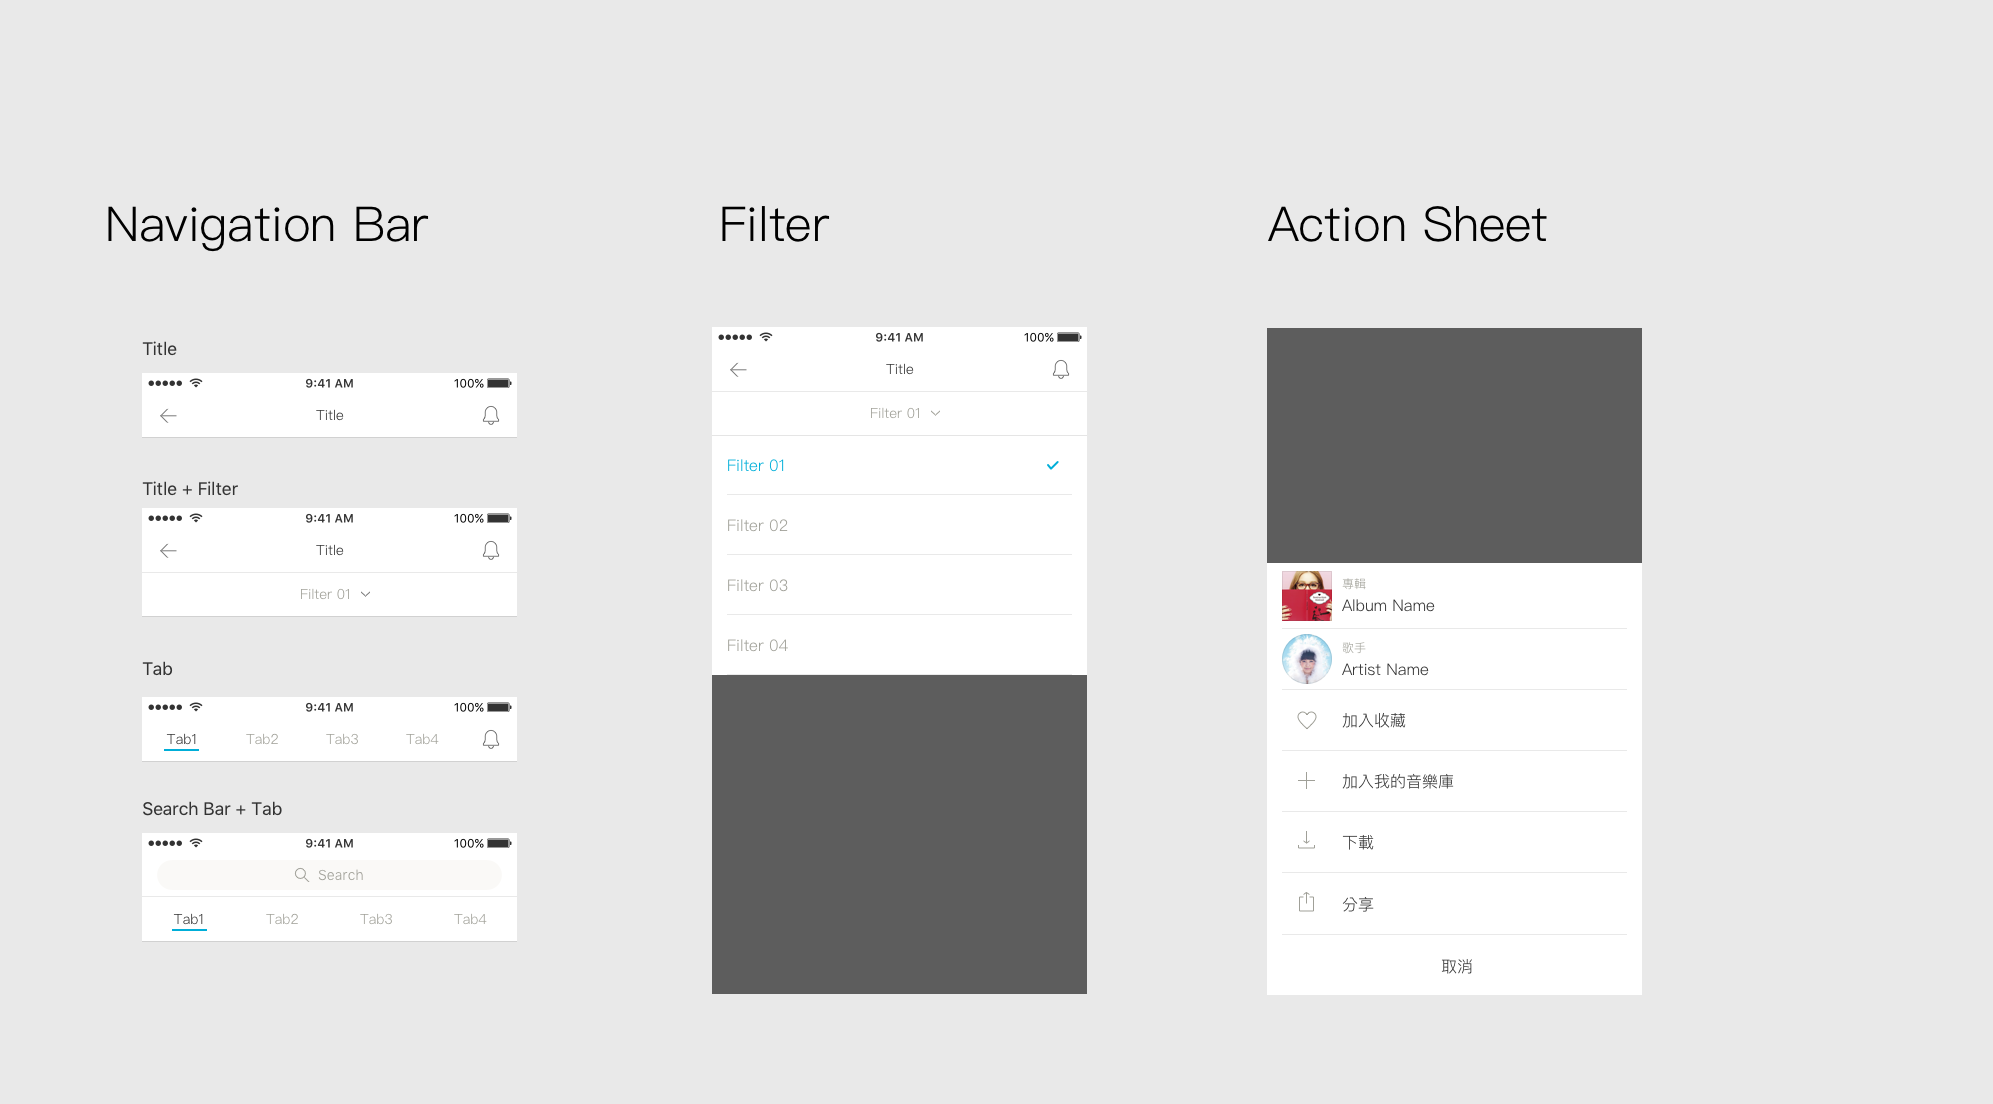 Navigation Bar
Title
9:41 AM 100%
Title
Title + Filter
9:41 AM 100%
Title
Filter 01
Tab
9:41 AM 100%
Tab1 Tab2 Tab3 Tab4
Search Bar + Tab
9:41 AM 100%
Search
Tab1 Tab2 Tab3 Tab4
Filter
9:41 AM 100%
Title
Filter 01
Filter 01
Filter 02
Filter 03
Filter 04
Action Sheet
專輯
Album Name
歌手
Artist Name
加入收藏
加入我的音樂庫
下載
分享
取消